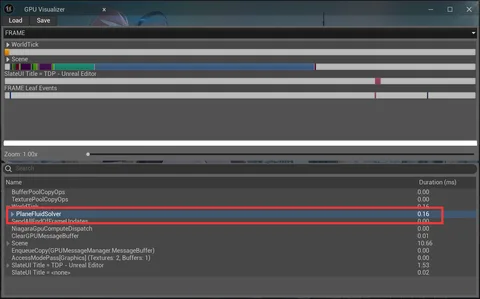 GPU Visualizer
Load Save
FRAME
WorldTick
Scene
SlateUI Title = TDP - Unreal Editor
FRAME Leaf Events
Zoom: 1.00x
Search
Name Duration (ms)
BufferPoolCopyOps 0.00
TexturePoolCopyOps 0.00
WorldTick 0.16
PlaneFluidSolver 0.16
SendAllEndOfFrameUpdates 0.00
NiagaraGpuComputeDispatch 0.00
ClearGPUMessageBuffer 0.01
Scene 10.66
EnqueueCopy(GPUMessageManager.MessageBuffer) 0.00
AccessModePass[Graphics] (Textures: 2, Buffers: 1) 0.00
SlateUI Title = TDP - Unreal Editor 1.53
SlateUI Title = <none> 0.02